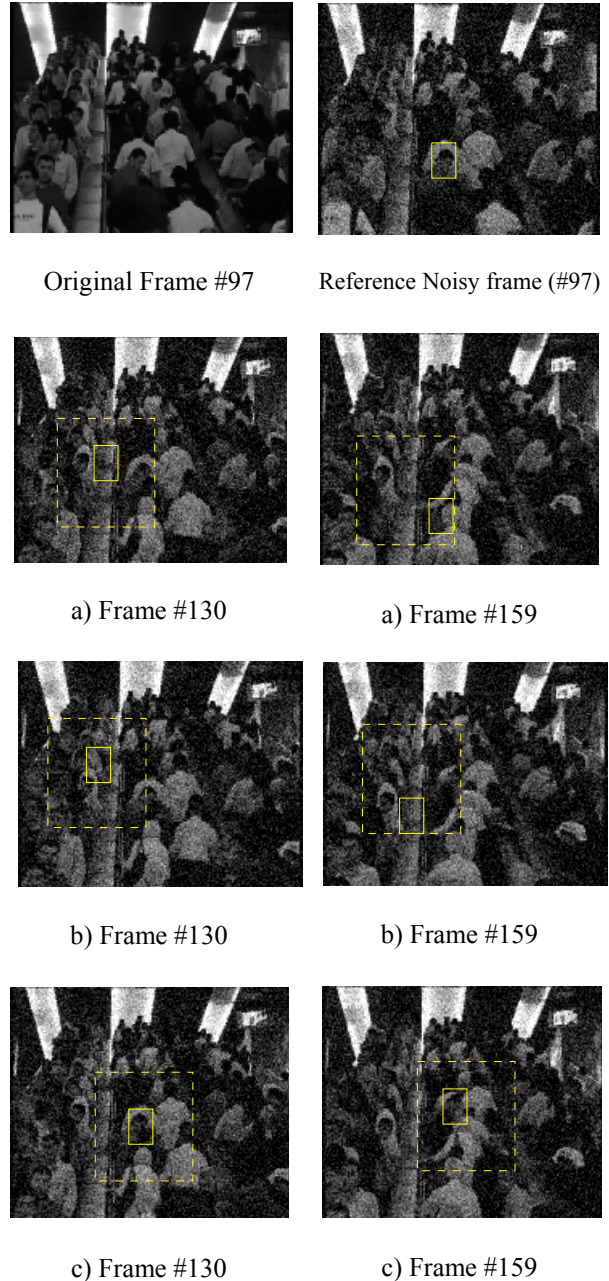 Original Frame #97
Reference Noisy frame (#97)
a) Frame #130
a) Frame #159
b) Frame #130
b) Frame #159
c) Frame #130
c) Frame #159